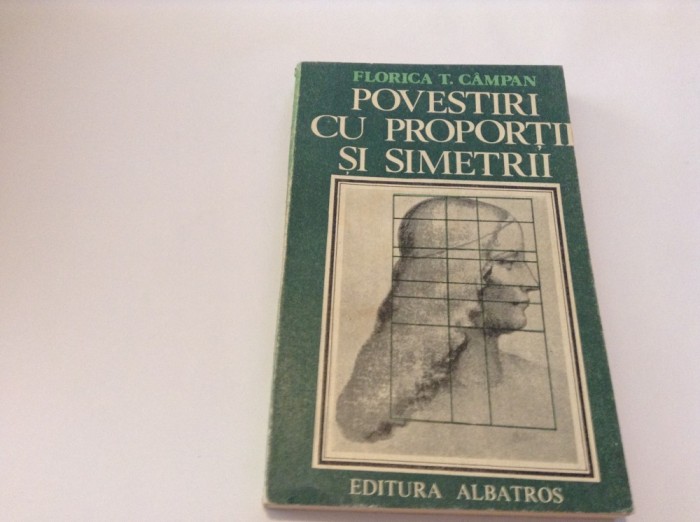 FLORICA T. CÂMPAN
POVESTIRI
CU PROPORȚII
ȘI SIMETRII
EDITURA ALBATROS